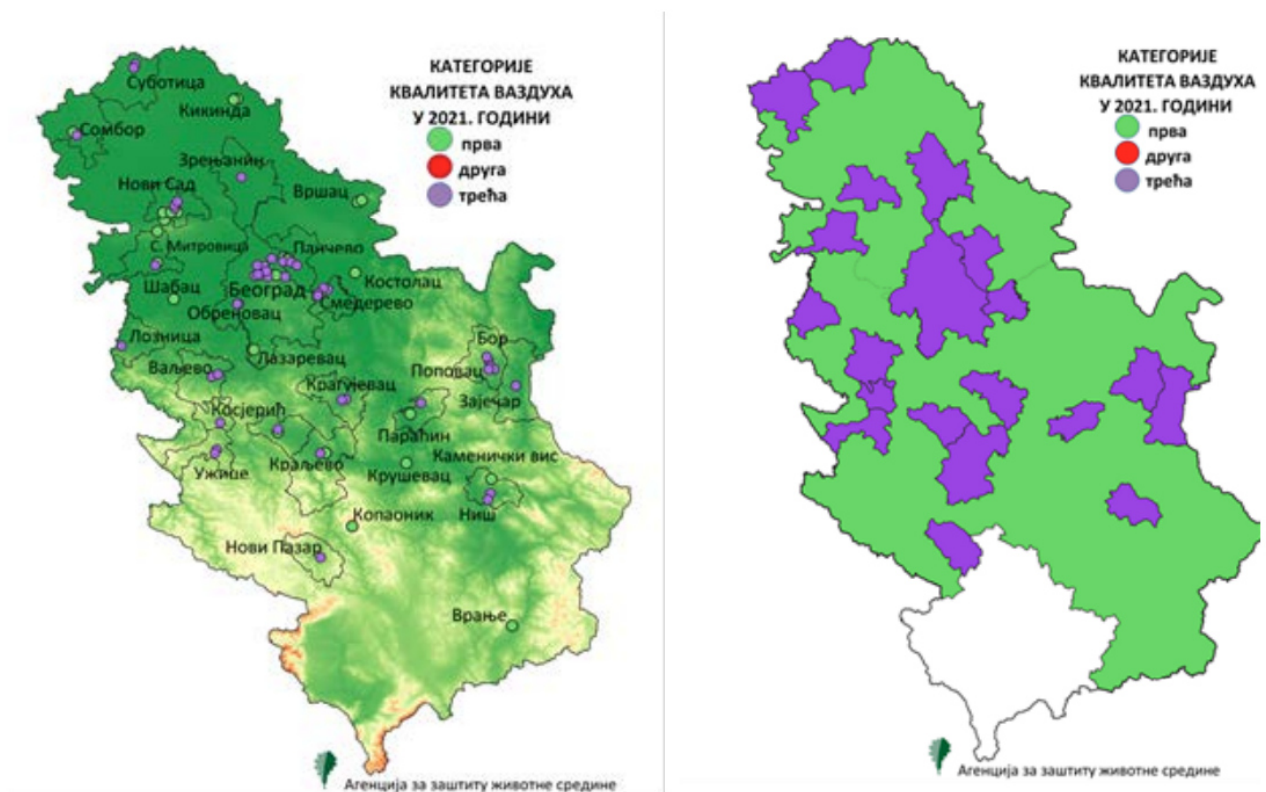 КАТЕГОРИЈЕ
КВАЛИТЕТА ВАЗДУХА
У 2021. ГОДИНИ
прва
друга
трећа
Суботица
Кикинда
Сомбор
Зрењанин
Нови Сад
Вршац
С. Митровица
Панчево
Костолац
Шабац
Београд
Смедерево
Обреновац
Лозница
Бор
Лазаревац
Ваљево
Поповац
Крагујевац
Зајечар
Косјерић
Параћин
Каменички вис
Краљево
Крушевац
Ужице
Копаоник
Ниш
Нови Пазар
Врање
Агенција за заштиту животне средине
КАТЕГОРИЈЕ
КВАЛИТЕТА ВАЗДУХА
У 2021. ГОДИНИ
прва
друга
трећа
Агенција за заштиту животне средине